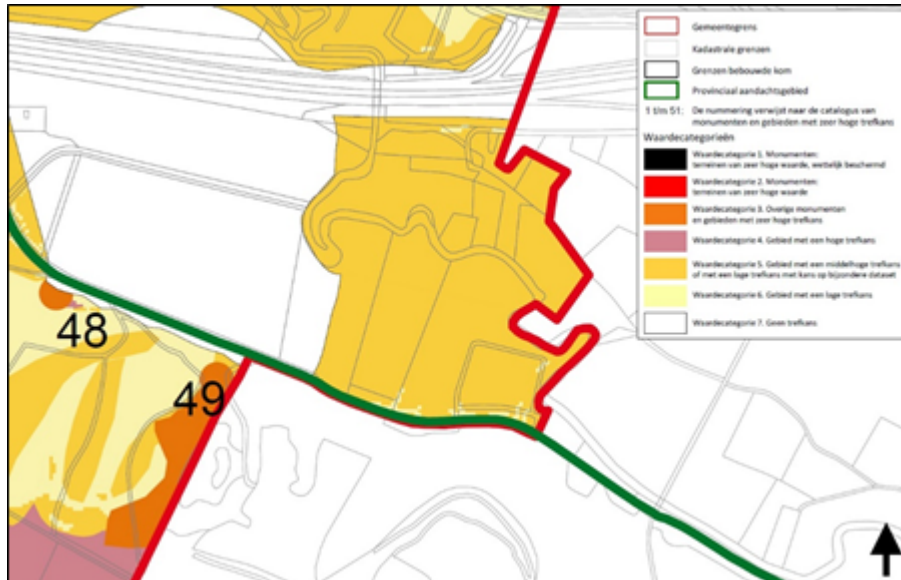 Gemeentegrens
Kadastrale grenzen
Grenzen bebouwde kom
Provinciaal aandachtsgebied
1 t/m 51: De nummering verwijst naar de catalogus van
monumenten en gebieden met zeer hoge trefkans
Waardecategorieën
Waardecategorie 1. Monumenten:
terreinen van zeer hoge waarde, wettelijk beschermd
Waardecategorie 2. Monumenten:
terreinen van zeer hoge waarde
Waardecategorie 3. Overige monumenten
en gebieden met zeer hoge trefkans
Waardecategorie 4. Gebied met een hoge trefkans
Waardecategorie 5. Gebied met een middelhoge trefkans
of met een lage trefkans met kans op bijzondere dataset
Waardecategorie 6. Gebied met een lage trefkans
Waardecategorie 7. Geen trefkans
48
49